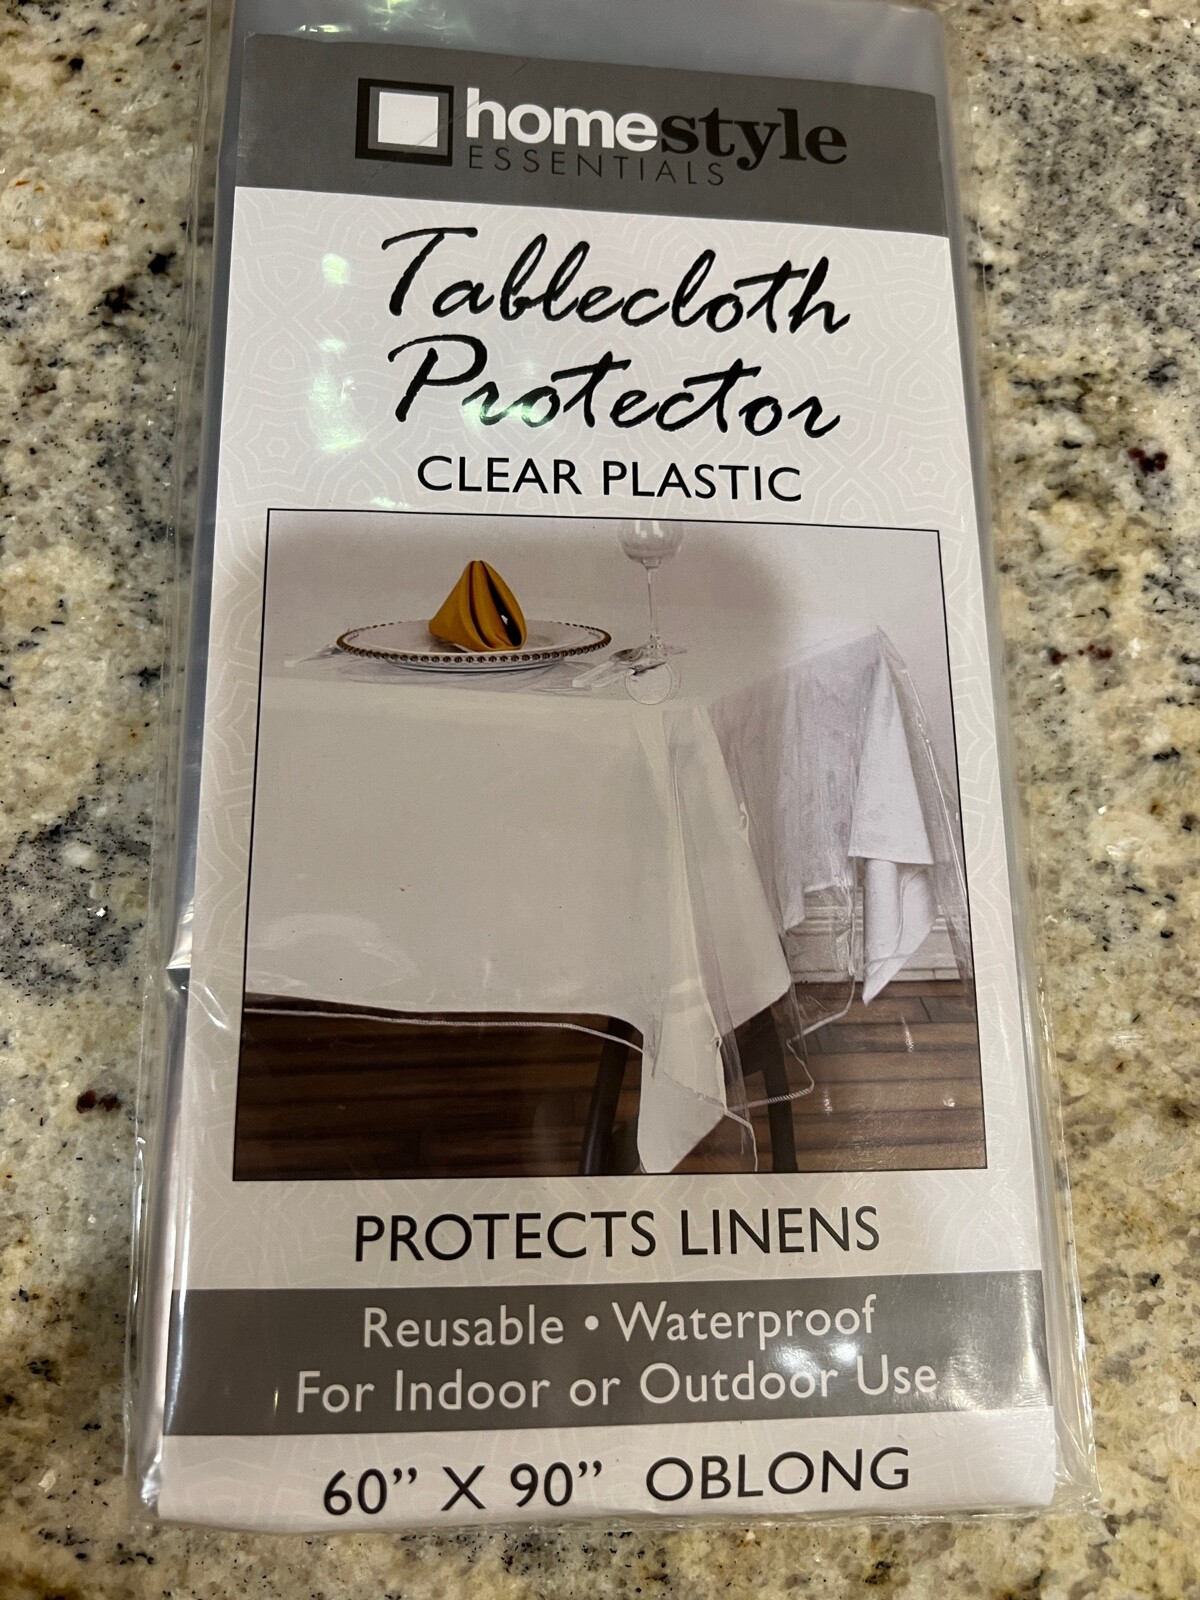 homestyle
ESSENTIALS
Tablecloth
Protector
CLEAR PLASTIC
PROTECTS LINENS
Reusable • Waterproof
For Indoor or Outdoor Use
60” X 90” OBLONG